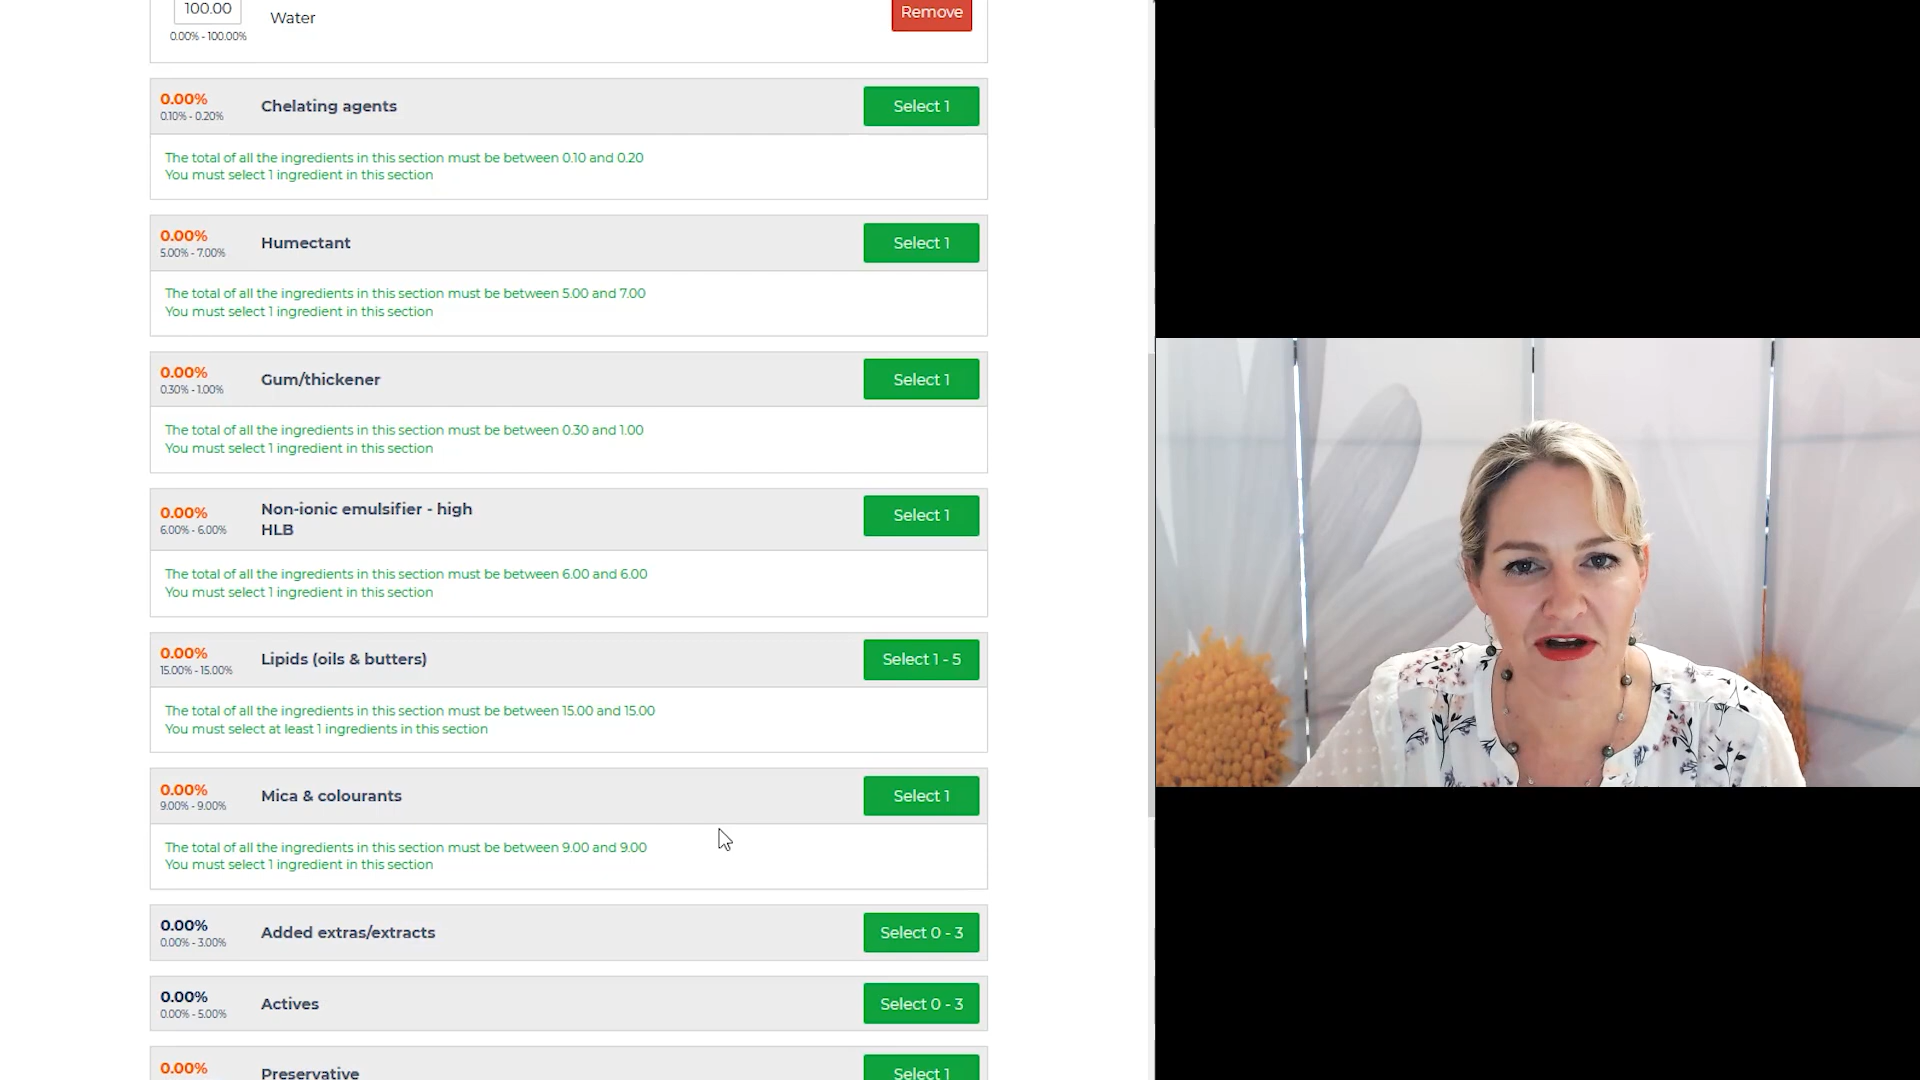 100.00
Water
Remove
0.00% - 100.00%
0.00%
Chelating agents
Select 1
0.10% - 0.20%
The total of all the ingredients in this section must be between 0.10 and 0.20
You must select 1 ingredient in this section
0.00%
Humectant
Select 1
5.00% - 7.00%
The total of all the ingredients in this section must be between 5.00 and 7.00
You must select 1 ingredient in this section
0.00%
Gum/thickener
Select 1
0.30% - 1.00%
The total of all the ingredients in this section must be between 0.30 and 1.00
You must select 1 ingredient in this section
0.00%
Non-ionic emulsifier - high
HLB
Select 1
6.00% - 6.00%
The total of all the ingredients in this section must be between 6.00 and 6.00
You must select 1 ingredient in this section
0.00%
Lipids (oils & butters)
Select 1 - 5
15.00% - 15.00%
The total of all the ingredients in this section must be between 15.00 and 15.00
You must select at least 1 ingredients in this section
0.00%
Mica & colourants
Select 1
9.00% - 9.00%
The total of all the ingredients in this section must be between 9.00 and 9.00
You must select 1 ingredient in this section
0.00%
Added extras/extracts
Select 0 - 3
0.00% - 3.00%
0.00%
Actives
Select 0 - 3
0.00% - 5.00%
0.00%
Preservative
Select 1